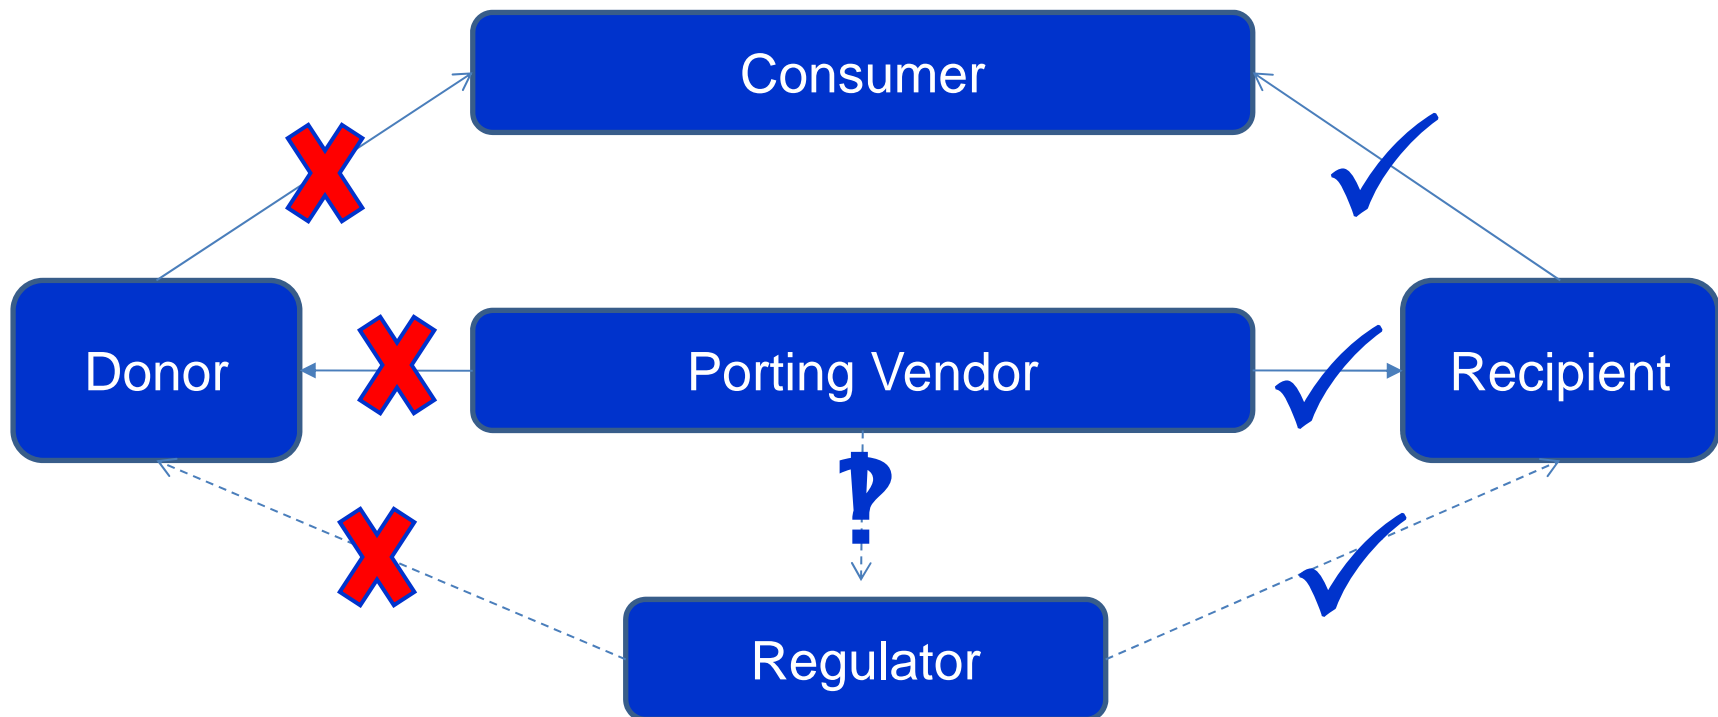 Consumer
Donor
Porting Vendor
Recipient
?
Regulator